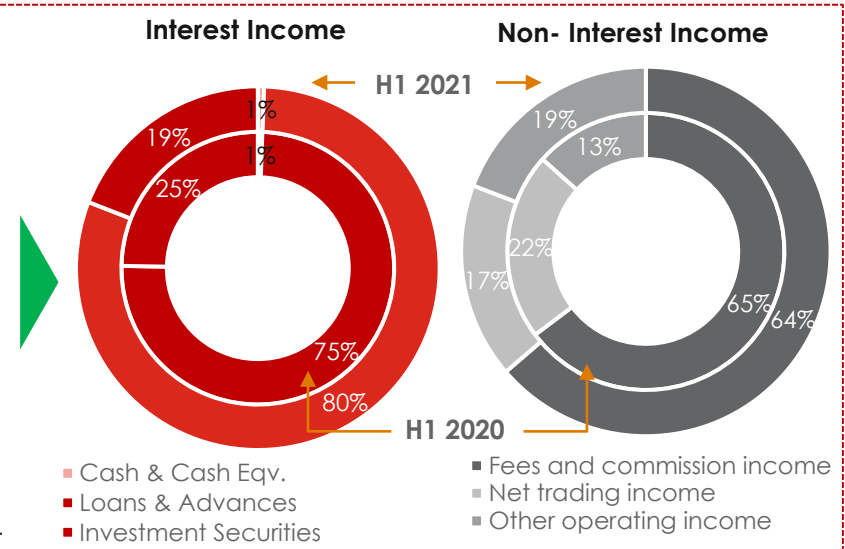 Interest Income
Non- Interest Income
H1 2021
1%
19%
1%
25%
75%
80%
19%
13%
22%
17%
65%
64%
H1 2020
Cash & Cash Eqv.
Loans & Advances
Investment Securities
Fees and commission income
Net trading income
Other operating income